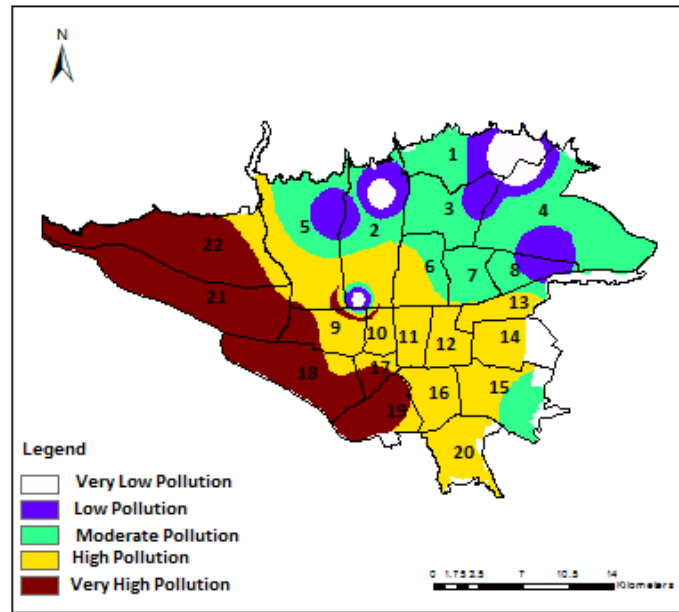 N
1
3
4
5
2
22
6
7
8
21
13
9
10
11
12
14
18
17
15
16
19
20
Legend
Very Low Pollution
Low Pollution
Moderate Pollution
High Pollution
Very High Pollution
0 1.75 3.5 7 10.5 14
Kilometers